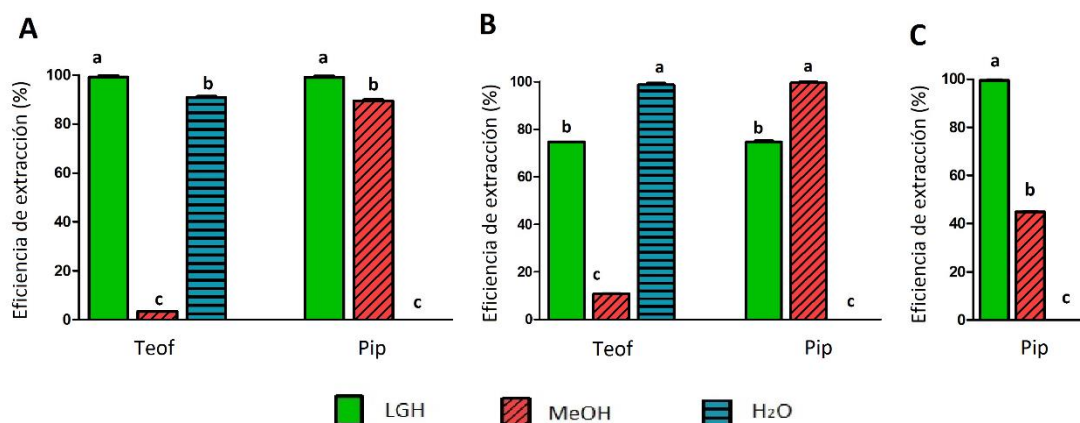 A
Eficiencia de extracción (%)
100
80
60
40
20
0
a
c
b
a
b
c
Teof
Pip
B
Eficiencia de extracción (%)
100
80
60
40
20
0
b
c
a
b
a
c
Teof
Pip
C
Eficiencia de extracción (%)
100
80
60
40
20
0
a
b
c
Pip
LGH
MeOH
H2O